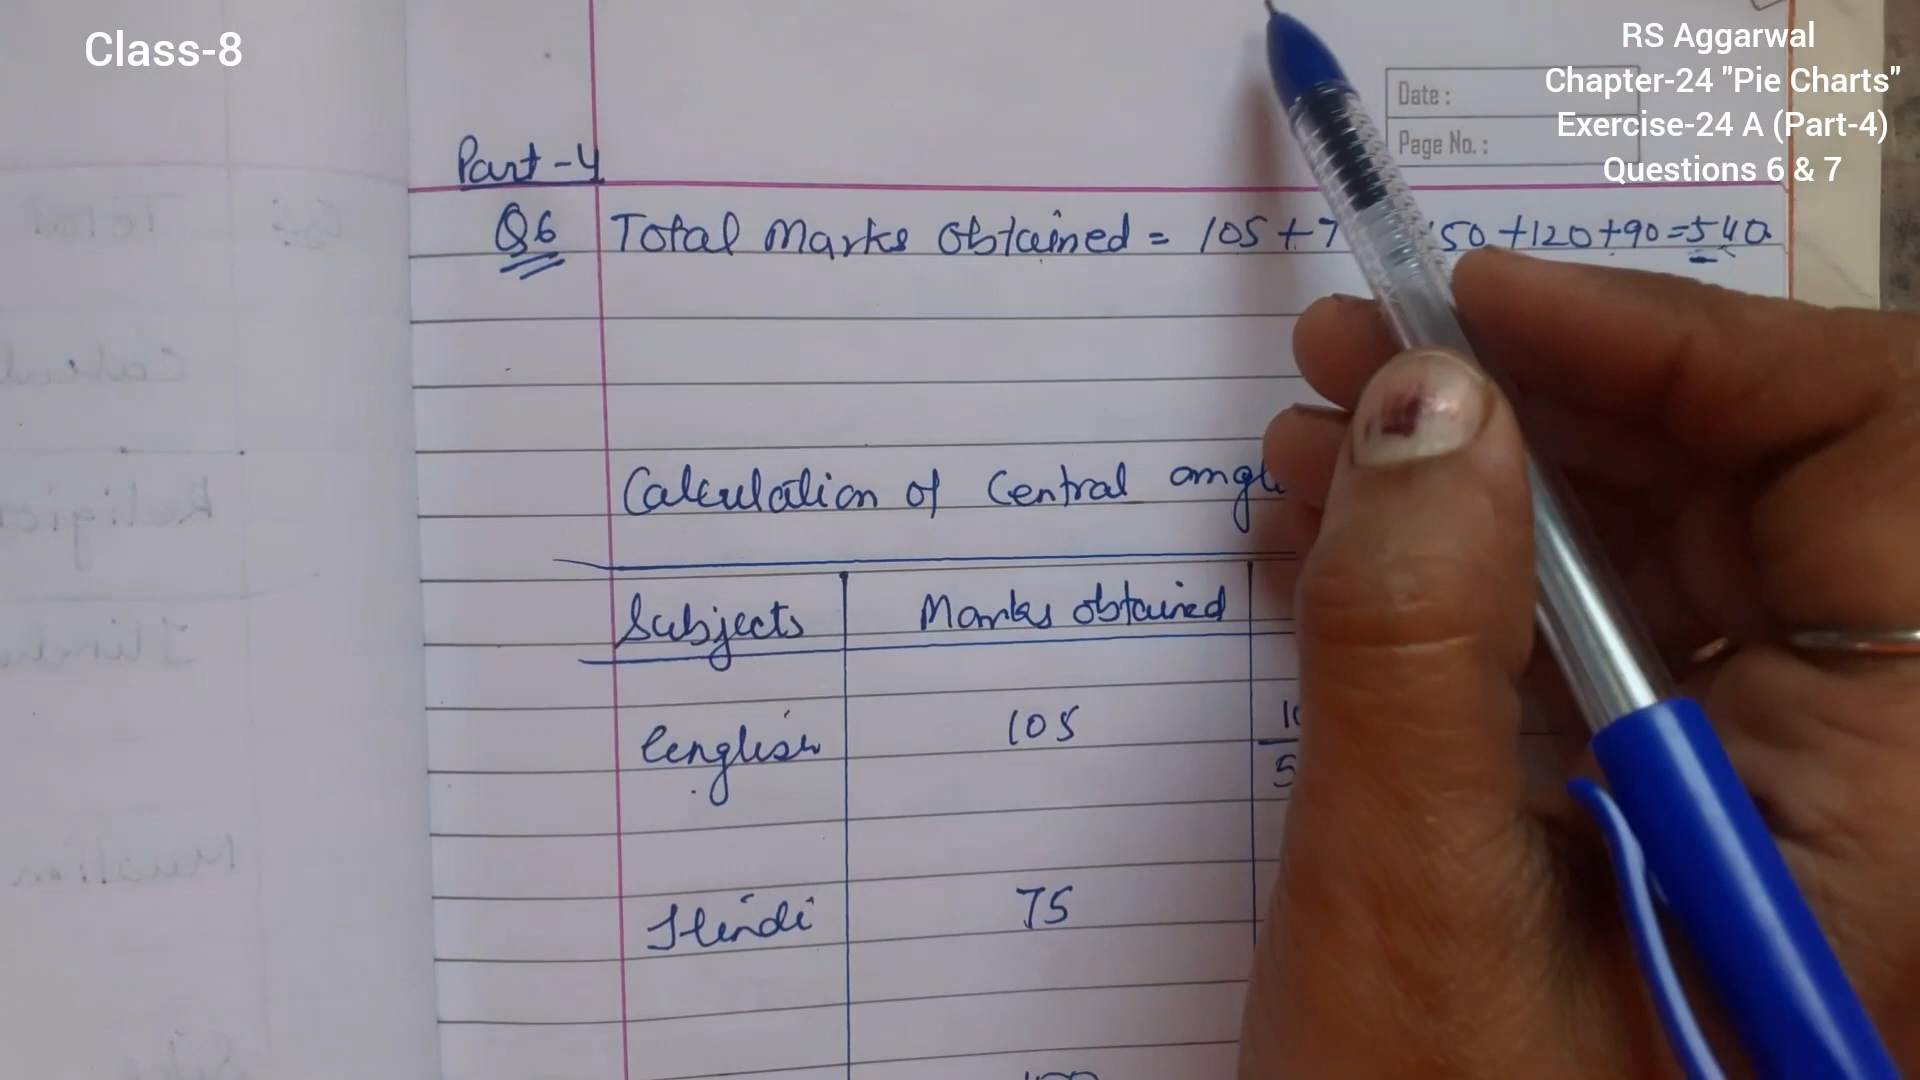 Class-8
RS Aggarwal
Chapter-24 "Pie Charts"
Exercise-24 A (Part-4)
Questions 6 & 7
Date :
Page No. :
Part-4
Q6 Total Marks Obtained = 105+7 50+120+90=540
Calculation of Central
Subjects Marks obtained
English 105
Hindi 75